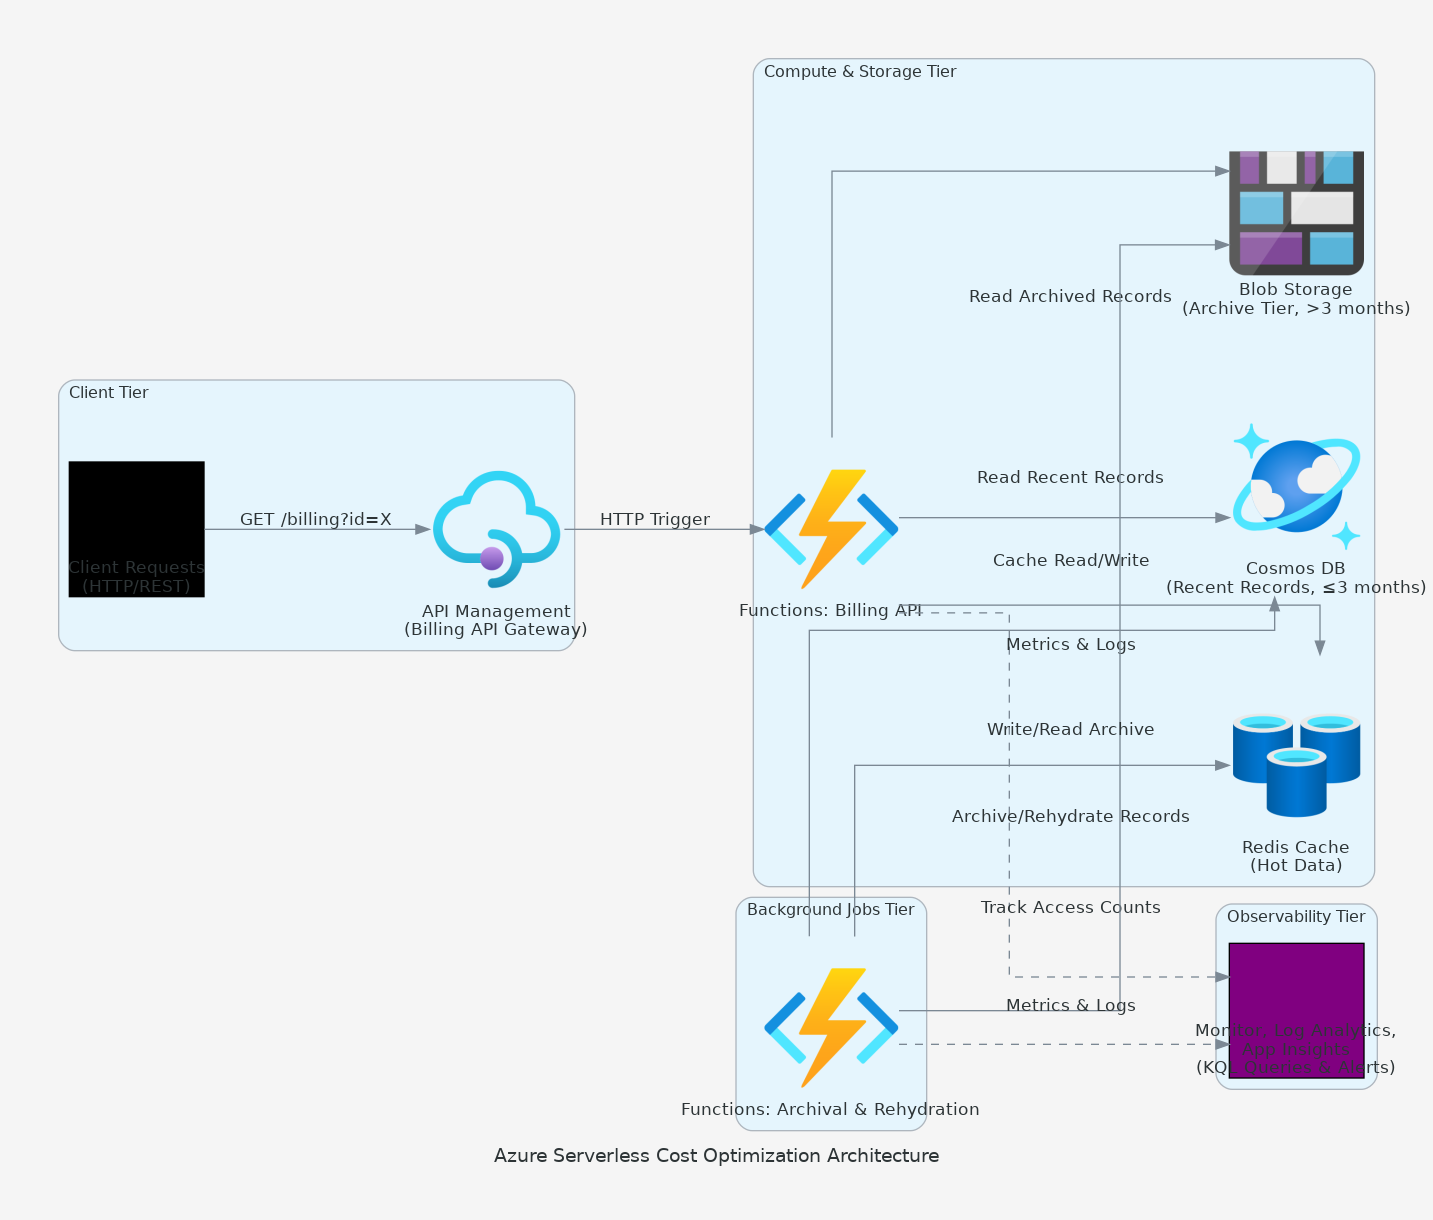 Compute & Storage Tier
Blob Storage
(Archive Tier, >3 months)
Read Archived Records
Client Tier
Client Requests
(HTTP/REST)
GET /billing?id=X
API Management
(Billing API Gateway)
HTTP Trigger
Functions: Billing API
Read Recent Records
Cache Read/Write
Cosmos DB
(Recent Records, ≤3 months)
Metrics & Logs
Write/Read Archive
Archive/Rehydrate Records
Redis Cache
(Hot Data)
Background Jobs Tier
Track Access Counts
Observability Tier
Metrics & Logs
Monitor, Log Analytics,
App Insights
(KQL Queries & Alerts)
Functions: Archival & Rehydration
Azure Serverless Cost Optimization Architecture